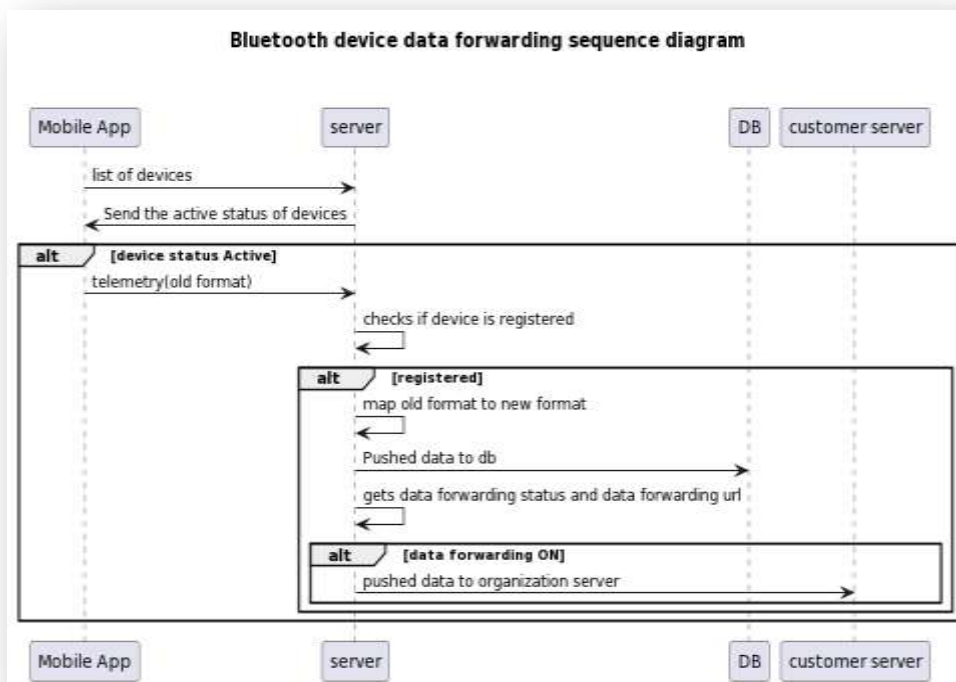 Bluetooth device data forwarding sequence diagram
Mobile App server DB customer server
list of devices
Send the active status of devices
alt [device status Active]
telemetry(old format)
checks if device is registered
alt [registered]
map old format to new format
Pushed data to db
gets data forwarding status and data forwarding url
alt [data forwarding ON]
pushed data to organization server
Mobile App server DB customer server